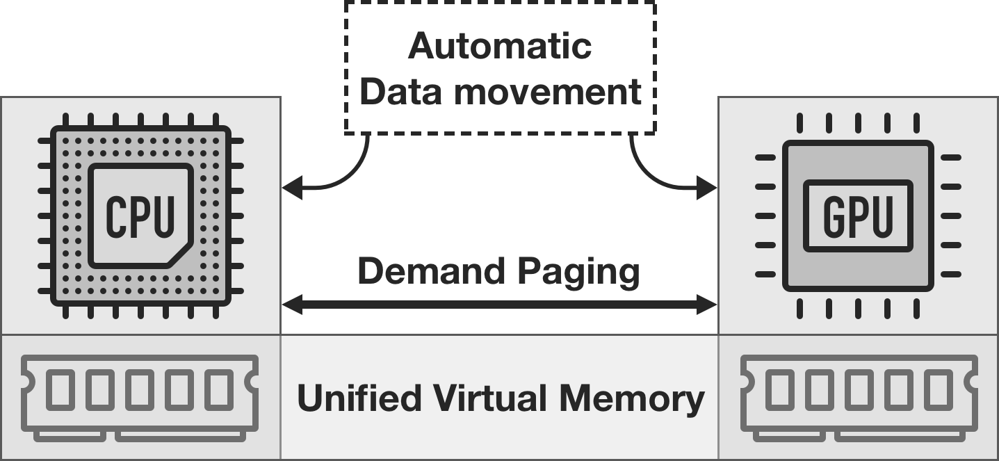 Automatic
Data movement
CPU
GPU
Demand Paging
Unified Virtual Memory